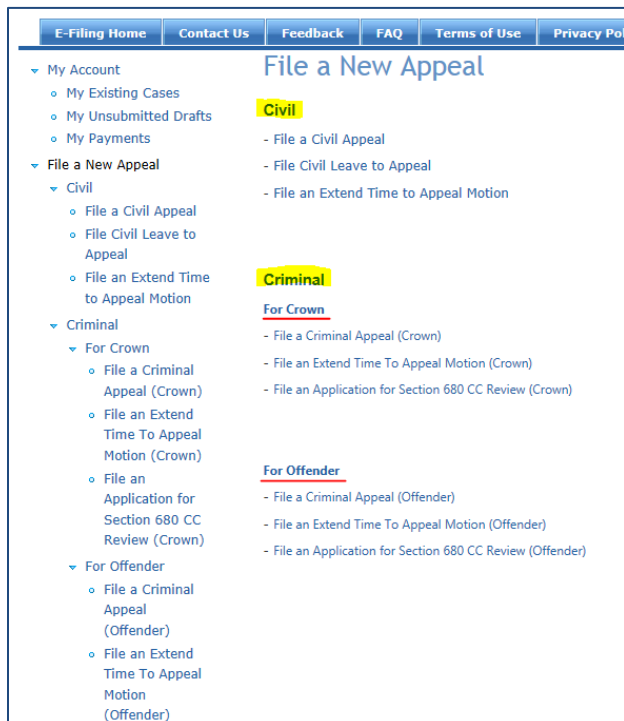 E-Filing Home Contact Us Feedback FAQ Terms of Use Privacy
My Account
My Existing Cases
My Unsubmitted Drafts
My Payments
File a New Appeal
Civil
File a Civil Appeal
File Civil Leave to
Appeal
File an Extend Time
to Appeal Motion
Criminal
For Crown
File a Criminal
Appeal (Crown)
File an Extend
Time To Appeal
Motion (Crown)
File an
Application for
Section 680 CC
Review (Crown)
For Offender
File a Criminal
Appeal
(Offender)
File an Extend
Time To Appeal
Motion
(Offender)
File a New Appeal
Civil
- File a Civil Appeal
- File Civil Leave to Appeal
- File an Extend Time to Appeal Motion
Criminal
For Crown
- File a Criminal Appeal (Crown)
- File an Extend Time To Appeal Motion (Crown)
- File an Application for Section 680 CC Review (Crown)
For Offender
- File a Criminal Appeal (Offender)
- File an Extend Time To Appeal Motion (Offender)
- File an Application for Section 680 CC Review (Offender)